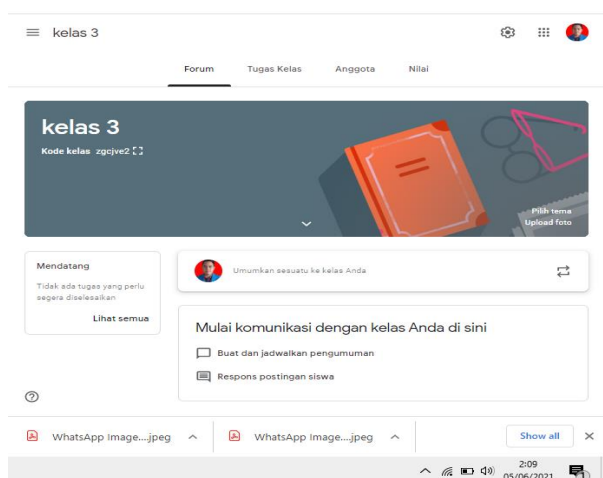 kelas 3
Forum Tugas Kelas Anggota Nilai
kelas 3
Kode kelas zgcjve2
Pilih tema
Upload foto
Mendatang
Tidak ada tugas yang perlu
segera diselesaikan
Lihat semua
Umumkan sesuatu ke kelas Anda
Mulai komunikasi dengan kelas Anda di sini
Buat dan jadwalkan pengumuman
Respons postingan siswa
WhatsApp Image....jpeg WhatsApp Image....jpeg Show all
2:09
05/06/2021